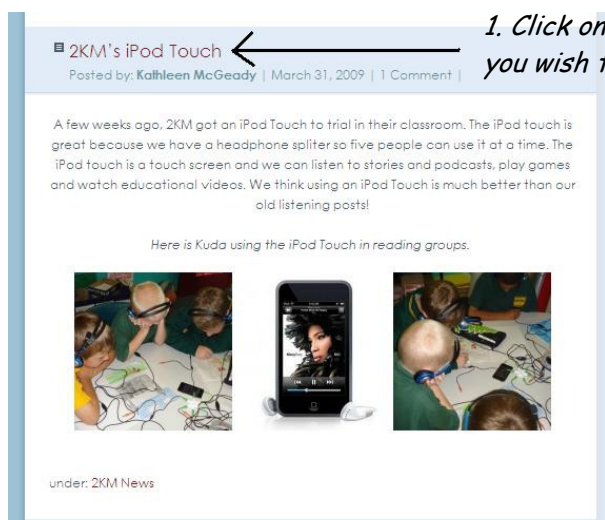 1. Click on
you wish
2KM's iPod Touch
Posted by: Kathleen McGeady | March 31, 2009 | 1 Comment |
A few weeks ago, 2KM got an iPod Touch to trial in their classroom. The iPod touch is
great because we have a headphone spliter so five people can use it at a time. The
iPod touch is a touch screen and we can listen to stories and podcasts, play games
and watch educational videos. We think using an iPod Touch is much better than our
old listening posts!
Here is Kuda using the iPod Touch in reading groups.
under: 2KM News